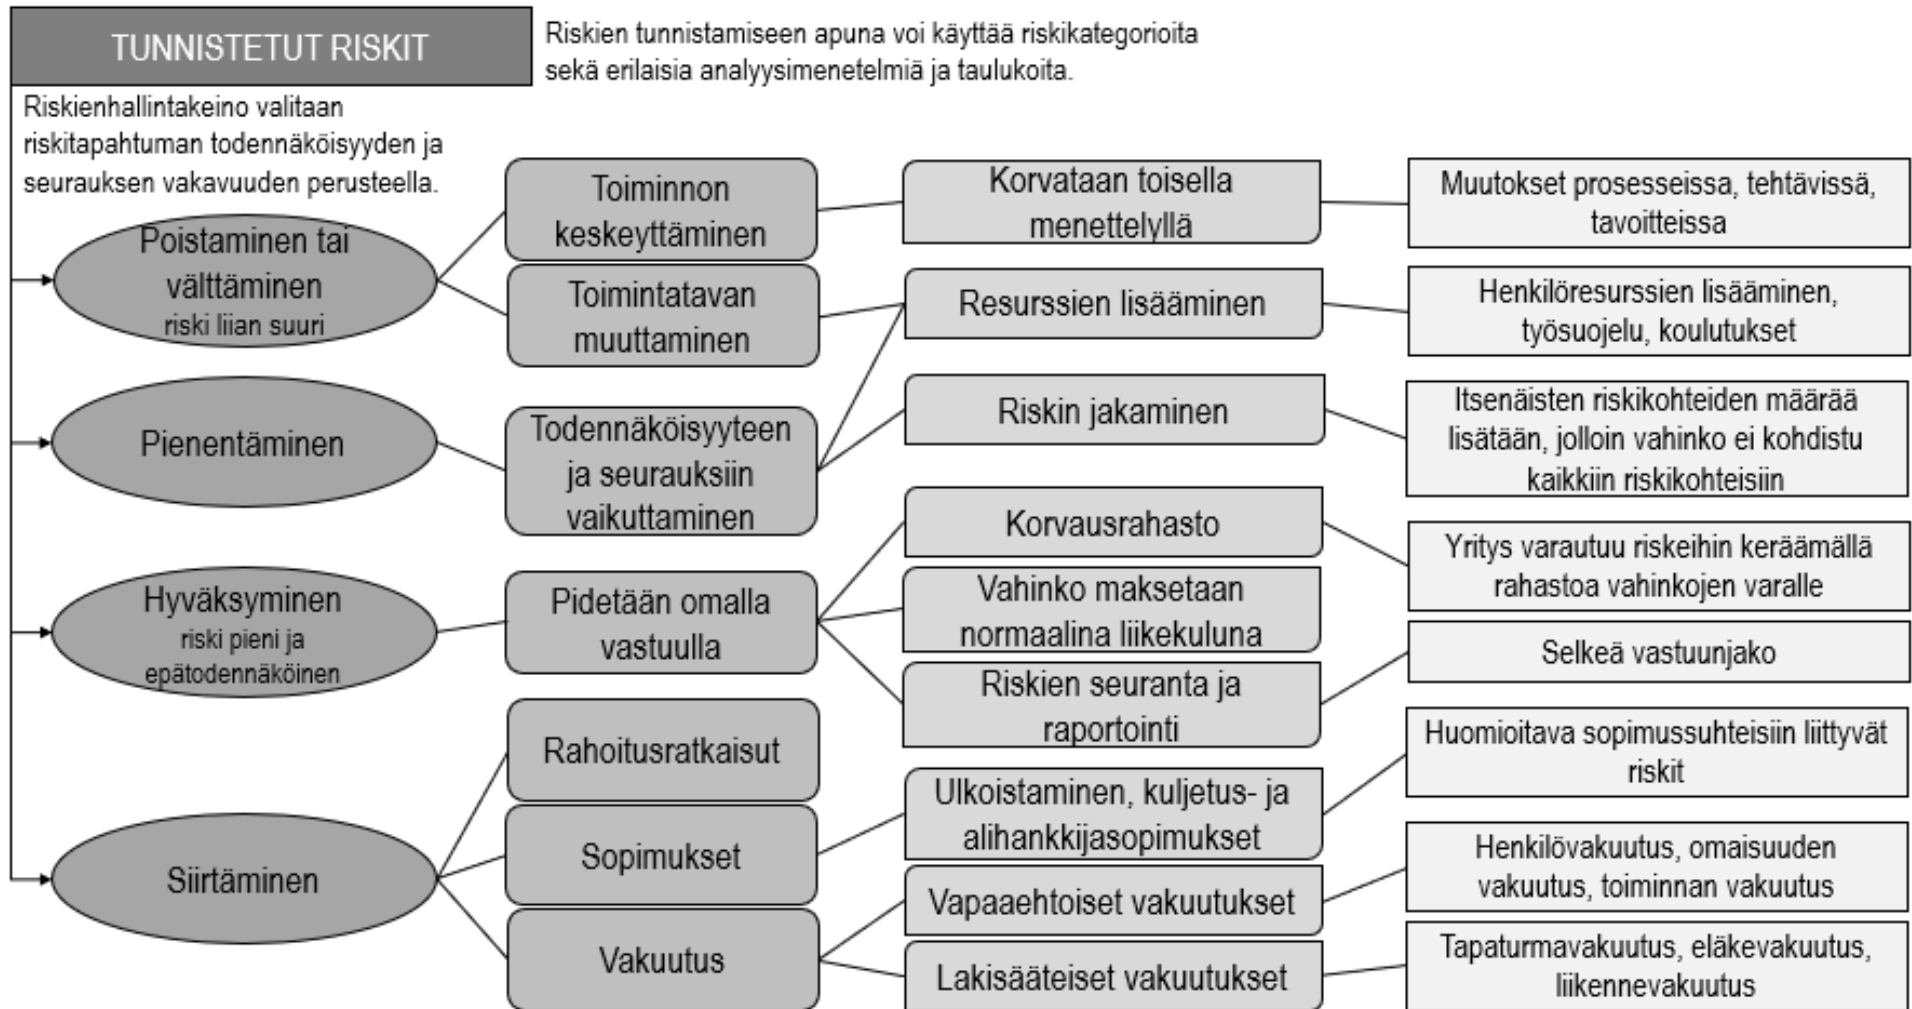 TUNNISTETUT RISKIT
Riskien tunnistamiseen apuna voi käyttää riskikategorioita
sekä erilaisia analyysimenetelmiä ja taulukoita.
Riskienhallintakeino valitaan
riskitapahtuman todennäköisyyden ja
seurauksen vakavuuden perusteella.
Poistaminen tai
välttäminen
riski liian suuri
Toiminnon
keskeyttäminen
Korvataan toisella
menettelyllä
Muutokset prosesseissa, tehtävissä,
tavoitteissa
Toimintatavan
muuttaminen
Resurssien lisääminen
Henkilöresurssien lisääminen,
työsuojelu, koulutukset
Pienentäminen
Todennäköisyyteen
ja seurauksiin
vaikuttaminen
Riskin jakaminen
Itsenäisten riskikohteiden määrää
lisätään, jolloin vahinko ei kohdistu
kaikkiin riskikohteisiin
Hyväksyminen
riski pieni ja
epätodennäköinen
Pidetään omalla
vastuulla
Korvausrahasto
Yritys varautuu riskeihin keräämällä
rahastoa vahinkojen varalle
Vahinko maksetaan
normaalina liikekuluna
Riskien seuranta ja
raportointi
Selkeä vastuunjako
Siirtäminen
Rahoitusratkaisut
Sopimukset
Ulkoistaminen, kuljetus- ja
alihankkijasopimukset
Huomioitava sopimussuhteisiin liittyvät
riskit
Vakuutus
Vapaaehtoiset vakuutukset
Henkilövakuutus, omaisuuden
vakuutus, toiminnan vakuutus
Lakisääteiset vakuutukset
Tapaturmavakuutus, eläkevakuutus,
liikennevakuutus